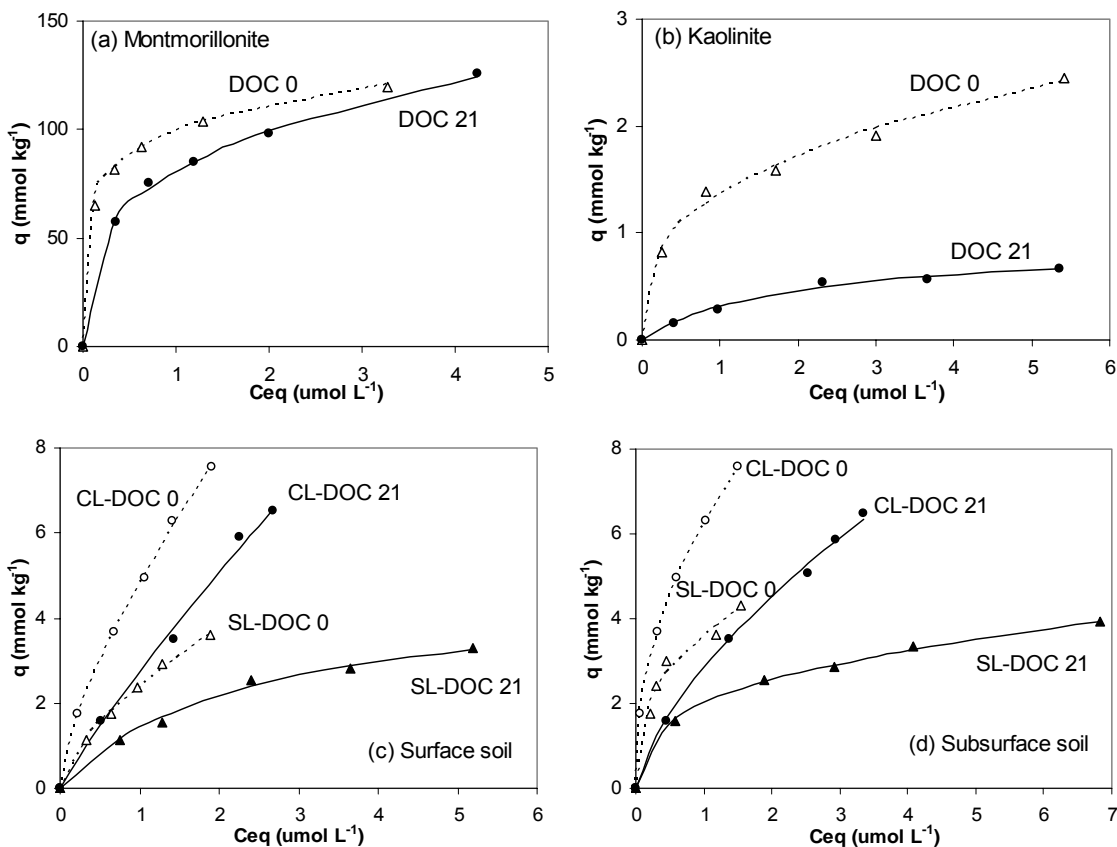 (a) Montmorillonite
DOC 0
DOC 21
q (mmol kg-1)
150
100
50
0
0 1 2 3 4 5
Ceq (umol L-1)
(b) Kaolinite
DOC 0
DOC 21
q (mmol kg-1)
3
2
1
0
0 1 2 3 4 5 6
Ceq (umol L-1)
CL-DOC 0
CL-DOC 21
SL-DOC 0
SL-DOC 21
(c) Surface soil
q (mmol kg-1)
8
6
4
2
0
0 1 2 3 4 5 6
Ceq (umol L-1)
CL-DOC 0
CL-DOC 21
SL-DOC 0
SL-DOC 21
(d) Subsurface soil
q (mmol kg-1)
8
6
4
2
0
0 1 2 3 4 5 6 7
Ceq (umol L-1)